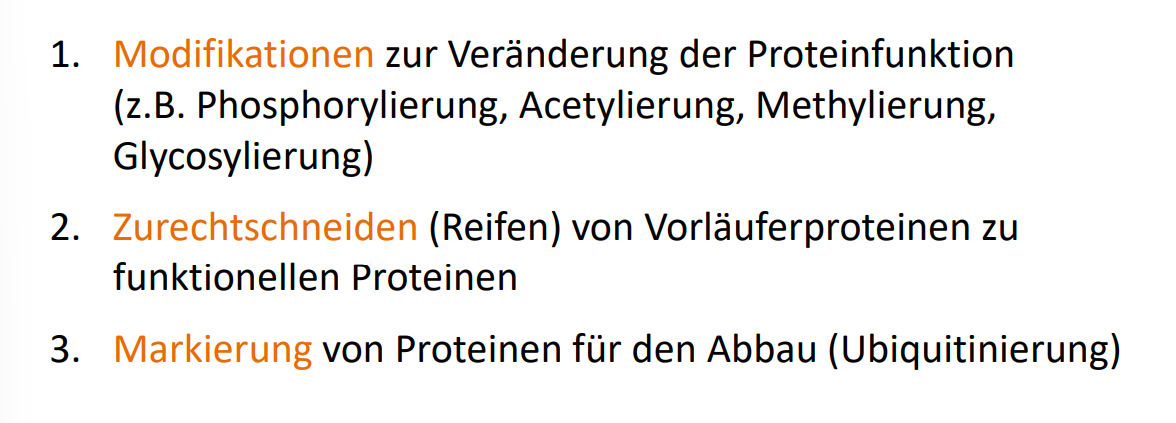 1. Modifikationen zur Veränderung der Proteinfunktion
(z.B. Phosphorylierung, Acetylierung, Methylierung,
Glycosylierung)
2. Zurechtschneiden (Reifen) von Vorläuferproteinen zu
funktionellen Proteinen
3. Markierung von Proteinen für den Abbau (Ubiquitinierung)